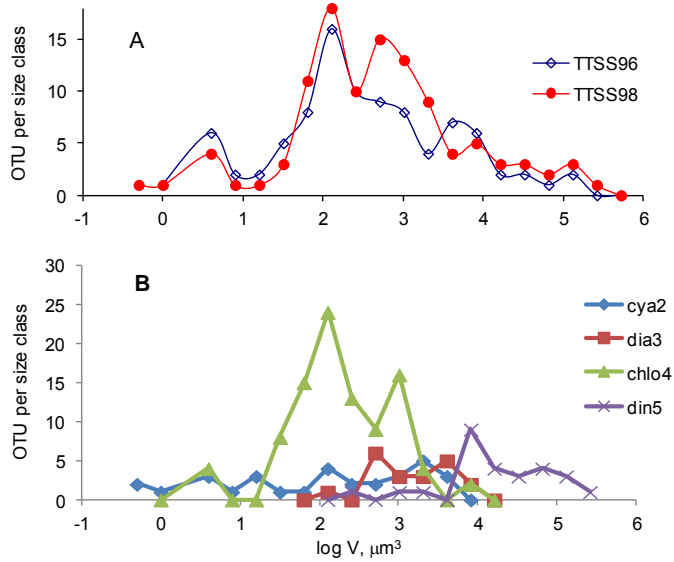 A
OTU per size class
15
10
5
0
-1 0 1 2 3 4 5 6
TTSS96
TTSS98
B
OTU per size class
30
25
20
15
10
5
0
-1 0 1 2 3 4 5 6
log V, µm³
cya2
dia3
chlo4
din5